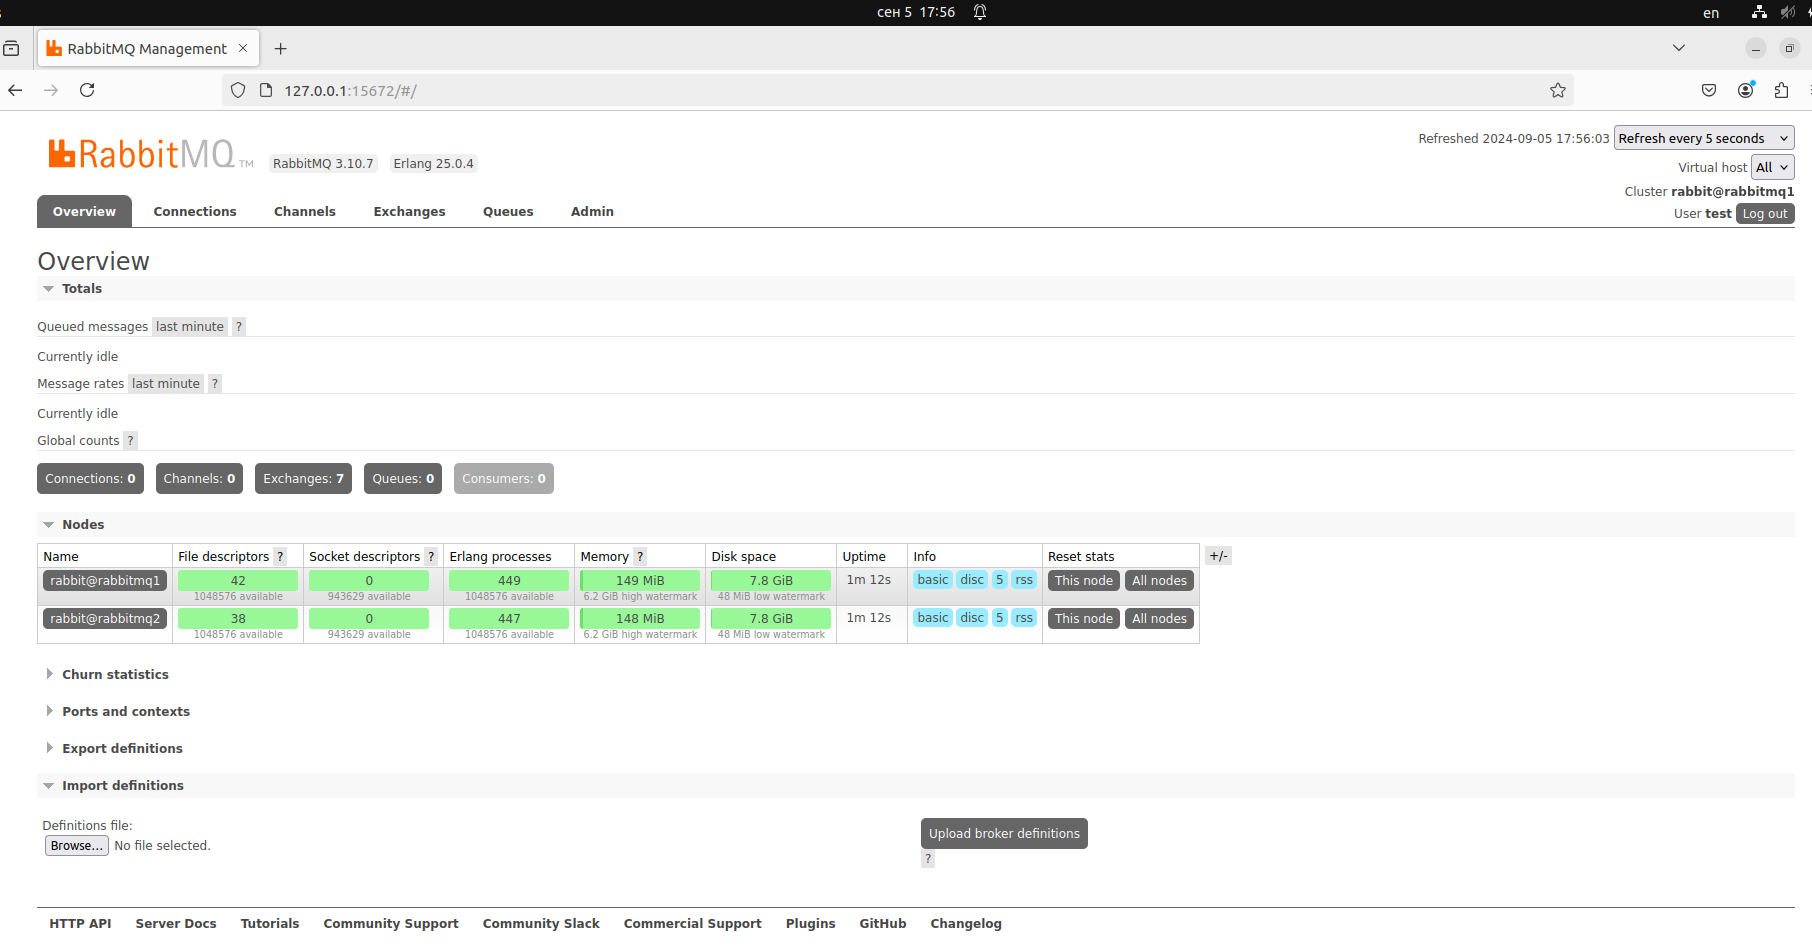 сен 5 17:56
en
RabbitMQ Management
127.0.0.1:15672/#/
RabbitMQ TM
RabbitMQ 3.10.7 Erlang 25.0.4
Refreshed 2024-09-05 17:56:03 Refresh every 5 seconds
Virtual host All
Cluster rabbit@rabbitmq1
User test Log out
Overview Connections Channels Exchanges Queues Admin
Overview
Totals
Queued messages last minute ?
Currently idle
Message rates last minute ?
Currently idle
Global counts ?
Connections: 0 Channels: 0 Exchanges: 7 Queues: 0 Consumers: 0
Nodes
Name File descriptors ? Socket descriptors ? Erlang processes Memory ? Disk space Uptime Info Reset stats +/-
rabbit@rabbitmq1 42 0 449 149 MiB 7.8 GiB 1m 12s basic disc 5 rss This node All nodes
1048576 available 943629 available 1048576 available 6.2 GiB high watermark 48 MiB low watermark
rabbit@rabbitmq2 38 0 447 148 MiB 7.8 GiB 1m 12s basic disc 5 rss This node All nodes
1048576 available 943629 available 1048576 available 6.2 GiB high watermark 48 MiB low watermark
Churn statistics
Ports and contexts
Export definitions
Import definitions
Definitions file:
Browse... No file selected.
Upload broker definitions
?
HTTP API Server Docs Tutorials Community Support Community Slack Commercial Support Plugins GitHub Changelog